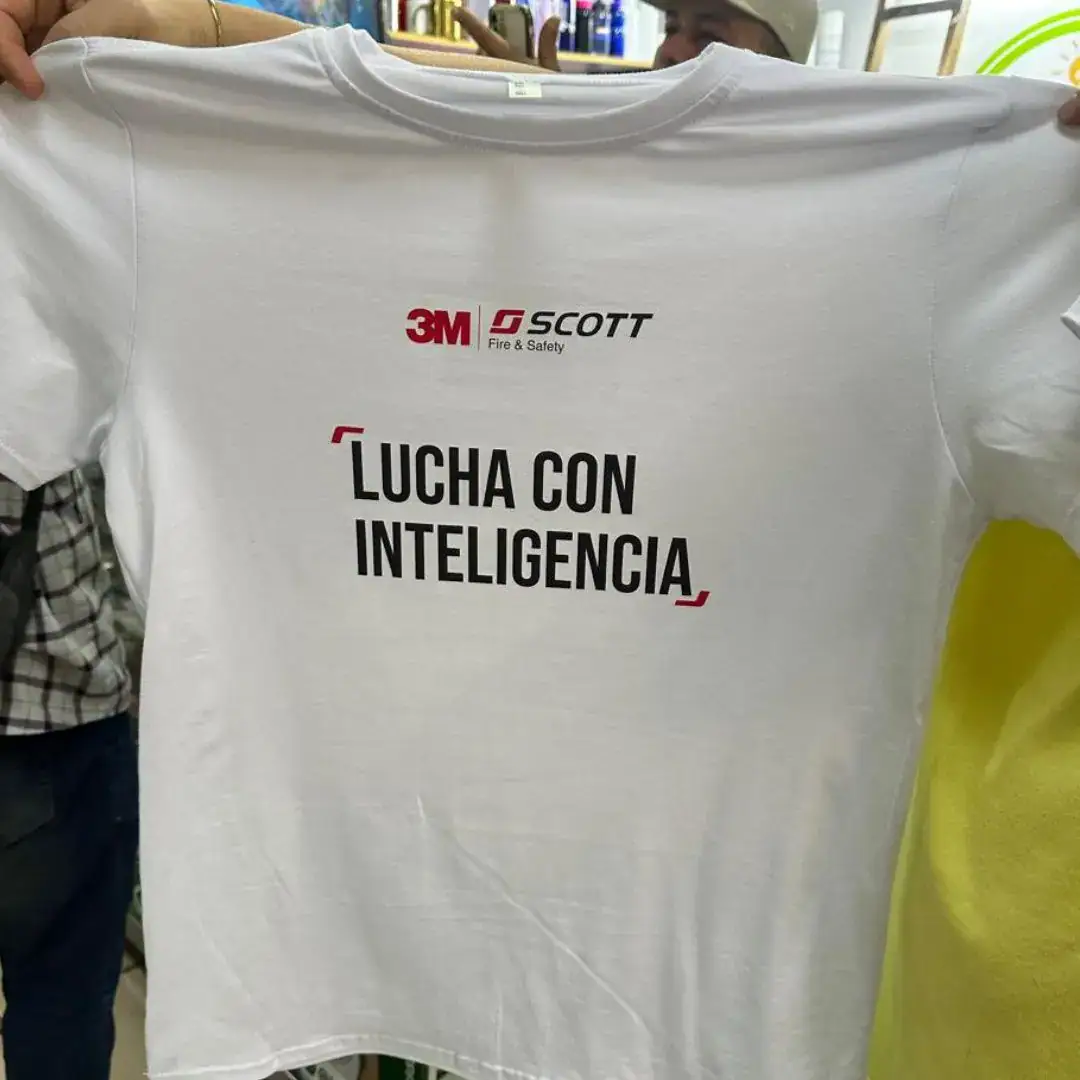 3M SCOTT
Fire & Safety
LUCHA CON
INTELIGENCIA